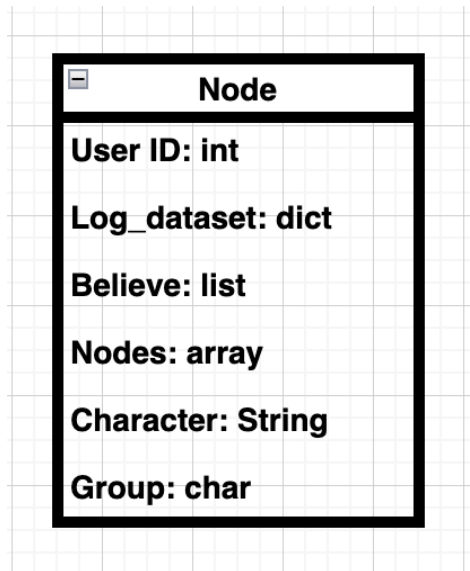 Node
User ID: int
Log_dataset: dict
Believe: list
Nodes: array
Character: String
Group: char